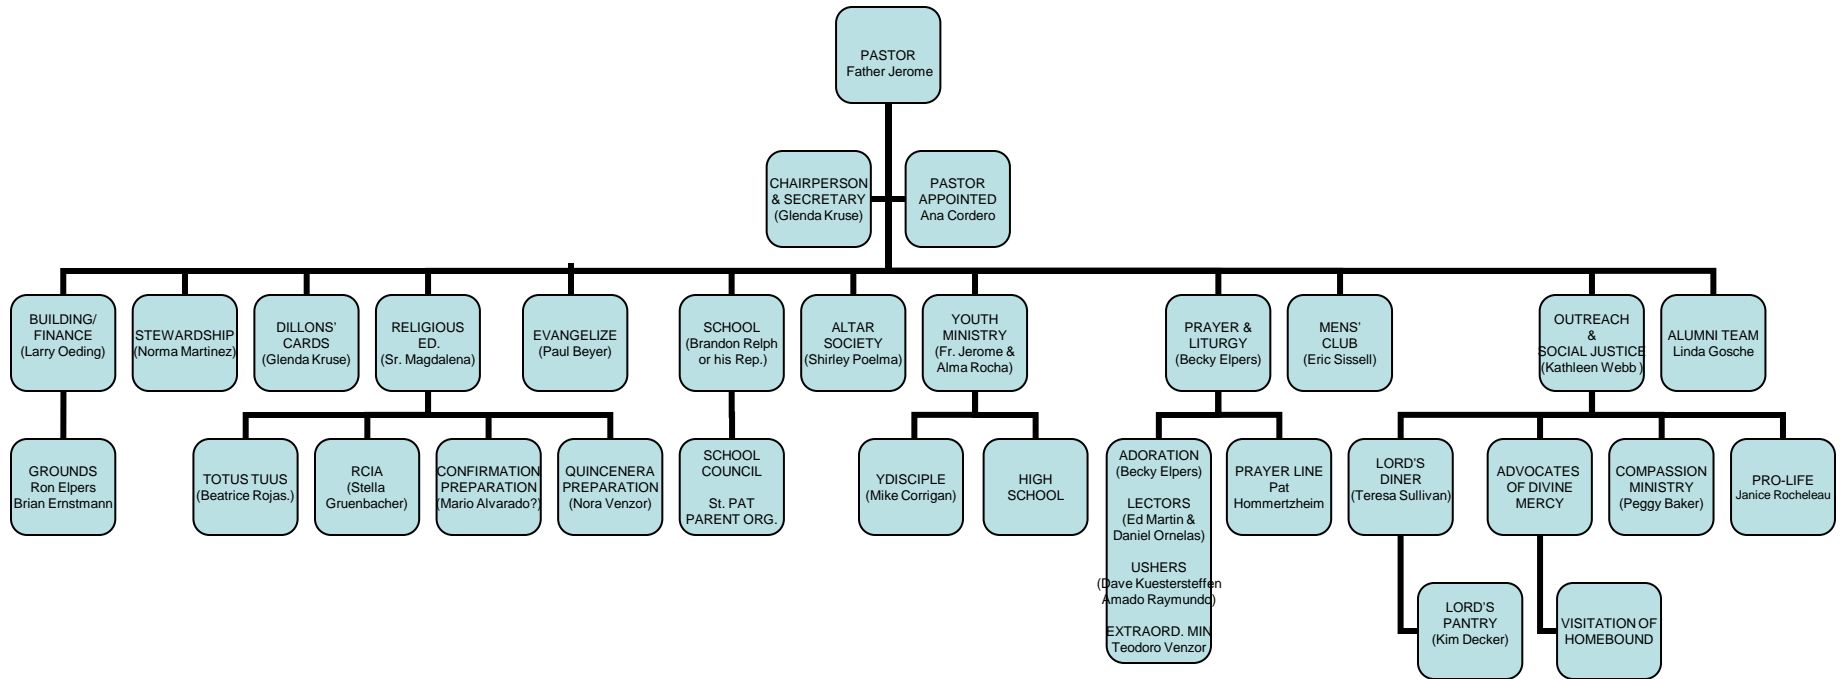 PASTOR
Father Jerome
CHAIRPERSON
& SECRETARY
(Glenda Kruse)
PASTOR
APPOINTED
Ana Cordero
BUILDING/
FINANCE
(Larry Oeding)
STEWARDSHIP
(Norma Martinez)
DILLONS’
CARDS
(Glenda Kruse)
RELIGIOUS
ED.
(Sr. Magdalena)
EVANGELIZE
(Paul Beyer)
SCHOOL
(Brandon Relph
or his Rep.)
ALTAR
SOCIETY
(Shirley Poelma)
YOUTH
MINISTRY
(Fr. Jerome &
Alma Rocha)
PRAYER &
LITURGY
(Becky Elpers)
MENS’
CLUB
(Eric Sissell)
OUTREACH
&
SOCIAL JUSTICE
(Kathleen Webb )
ALUMNI TEAM
Linda Gosche
GROUNDS
Ron Elpers
Brian Ernstmann
TOTUS TUUS
(Beatrice Rojas.)
RCIA
(Stella
Gruenbacher)
CONFIRMATION
PREPARATION
(Mario Alvarado?)
QUINCENERA
PREPARATION
(Nora Venzor)
SCHOOL
COUNCIL
St. PAT
PARENT ORG.
YDISCIPLE
(Mike Corrigan)
HIGH
SCHOOL
ADORATION
(Becky Elpers)
LECTORS
(Ed Martin &
Daniel Ornelas)
USHERS
(Dave Kuestersteffen
Amado Raymundo)
EXTRAORD. MIN
Teodoro Venzor
PRAYER LINE
Pat
Hommertzheim
LORD’S
DINER
(Teresa Sullivan)
ADVOCATES
OF DIVINE
MERCY
COMPASSION
MINISTRY
(Peggy Baker)
PRO-LIFE
Janice Rocheleau
LORD’S
PANTRY
(Kim Decker)
VISITATION OF
HOMEBOUND